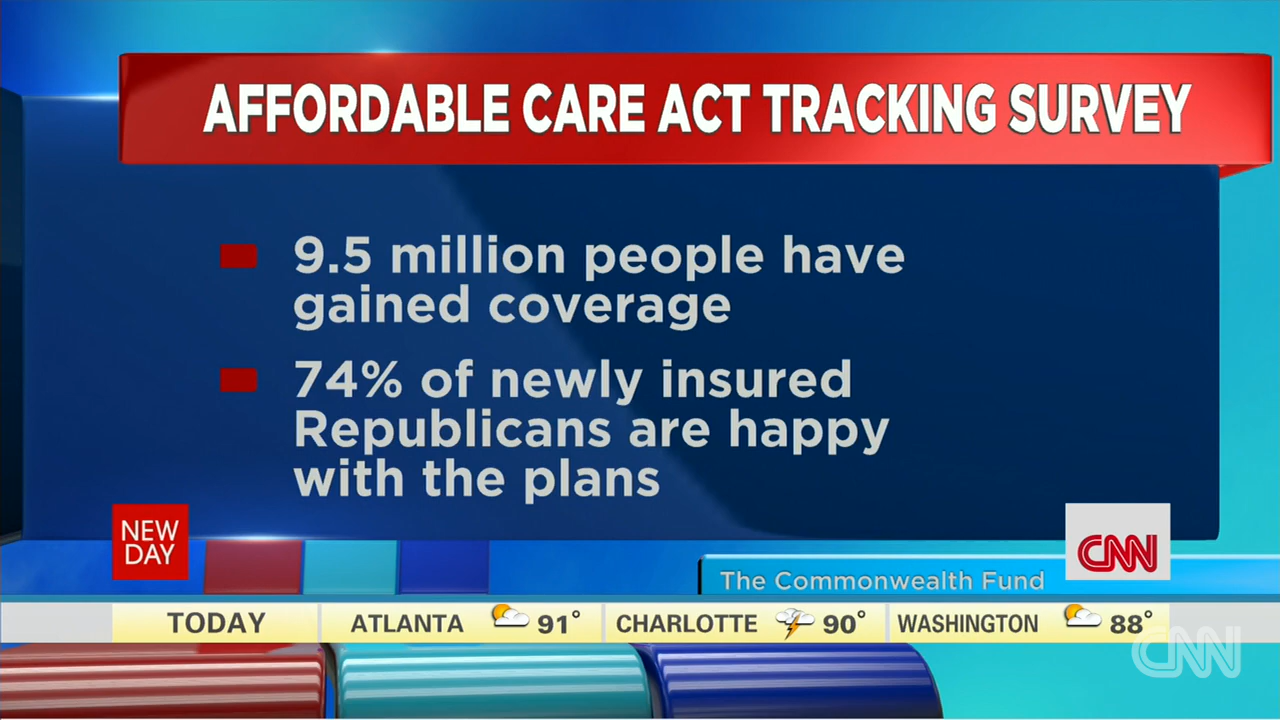 AFFORDABLE CARE ACT TRACKING SURVEY
9.5 million people have
gained coverage
74% of newly insured
Republicans are happy
with the plans
NEW
DAY
CNN
The Commonwealth Fund
TODAY ATLANTA 91° CHARLOTTE 90° WASHINGTON 88°
CNN